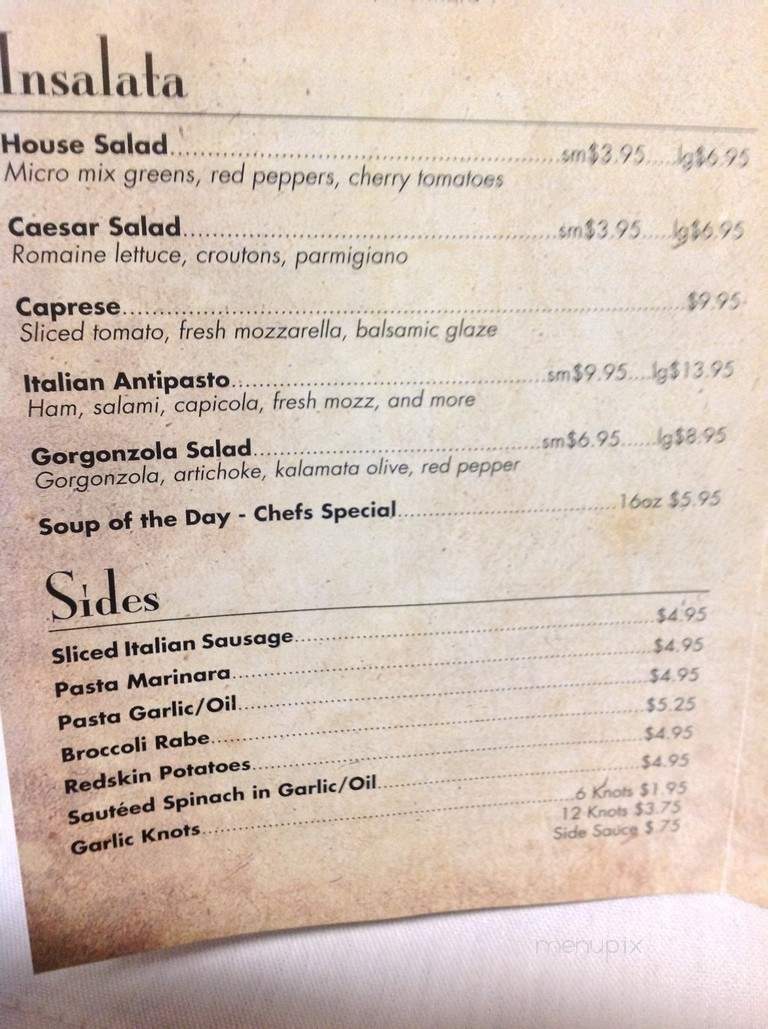 Insalata
House Salad..........sm$3.95.....lg$6.95
Micro mix greens, red peppers, cherry tomatoes
Caesar Salad..........sm$3.95.....lg$6.95
Romaine lettuce, croutons, parmigiano
Caprese..........$9.95
Sliced tomato, fresh mozzarella, balsamic glaze
Italian Antipasto..........sm$9.95....lg$13.95
Ham, salami, capicola, fresh mozz, and more
Gorgonzola Salad..........sm$6.95.....lg$8.95
Gorgonzola, artichoke, kalamata olive, red pepper
Soup of the Day - Chefs Special..........16oz $5.95
Sides
Sliced Italian Sausage..........$4.95
Pasta Marinara..........$4.95
Pasta Garlic/Oil..........$4.95
Broccoli Rabe..........$5.25
Redskin Potatoes..........$4.95
Sautéed Spinach in Garlic/Oil..........$4.95
Garlic Knots..........6 Knots $1.95
12 Knots $3.75
Side Sauce $.75
menupix